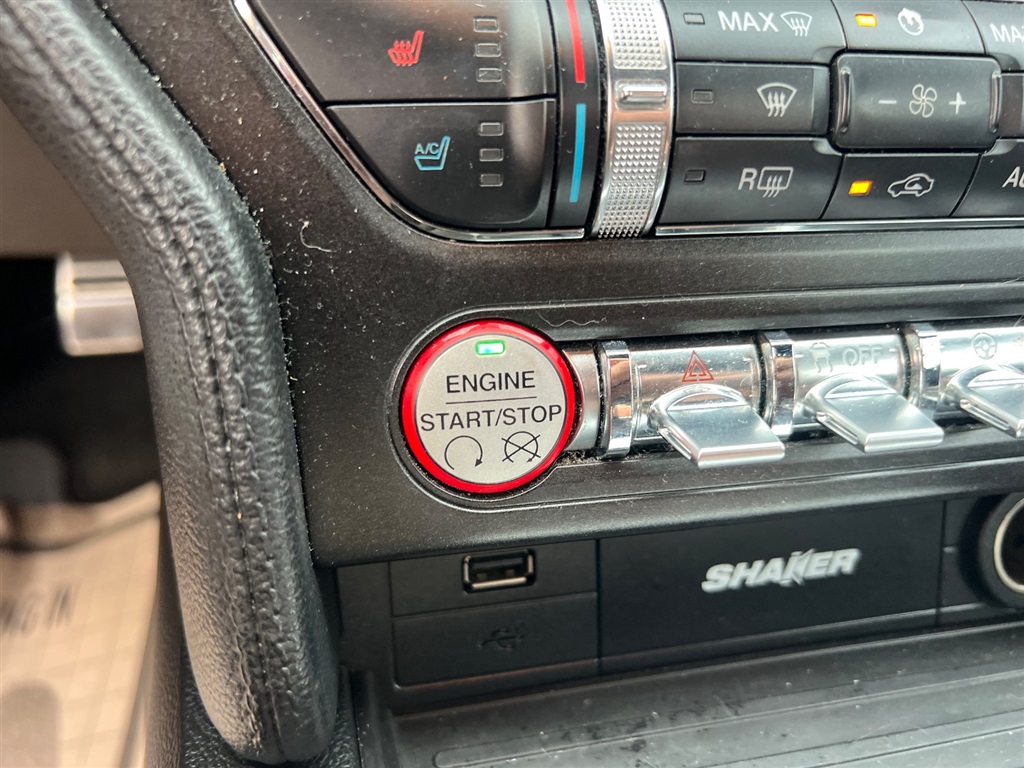 MAX
A/C
R
ENGINE
START/STOP
OFF
SHAKER